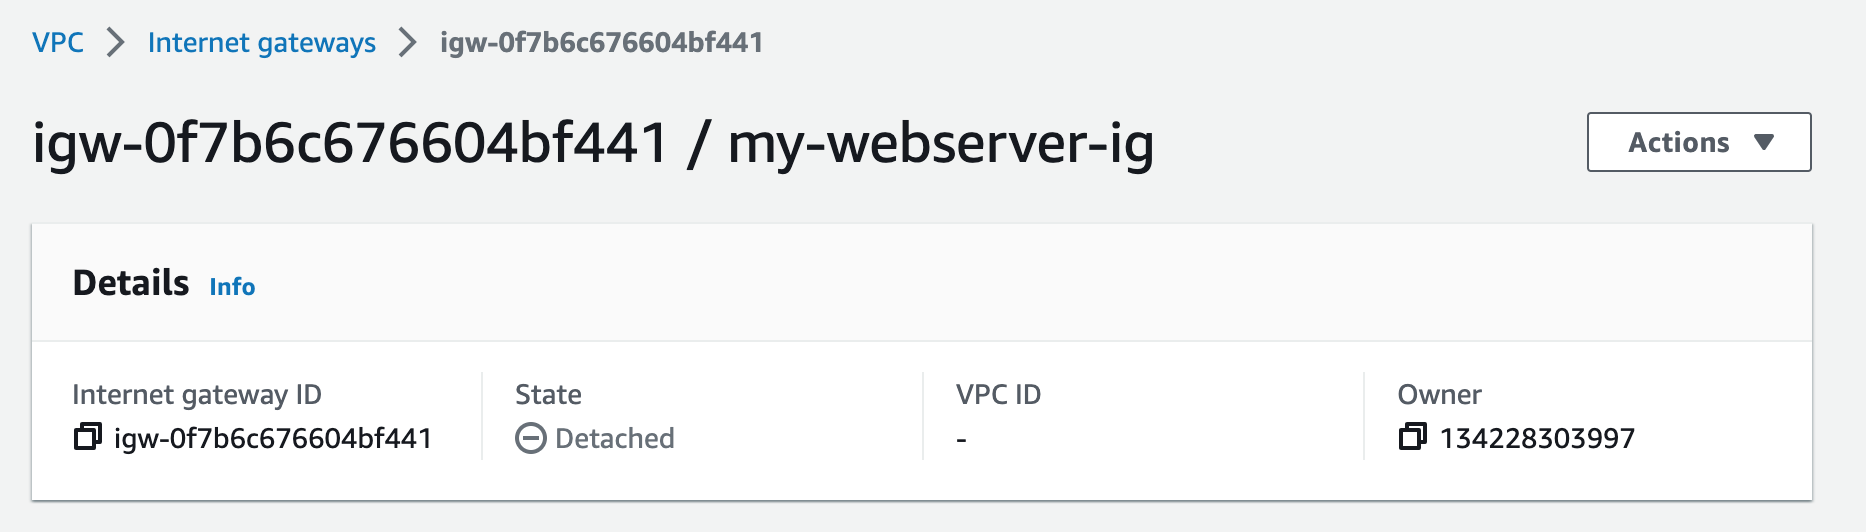 VPC > Internet gateways > igw-0f7b6c676604bf441
igw-0f7b6c676604bf441 / my-webserver-ig
Actions ▼
Details Info
Internet gateway ID
igw-0f7b6c676604bf441
State
Detached
VPC ID
-
Owner
134228303997